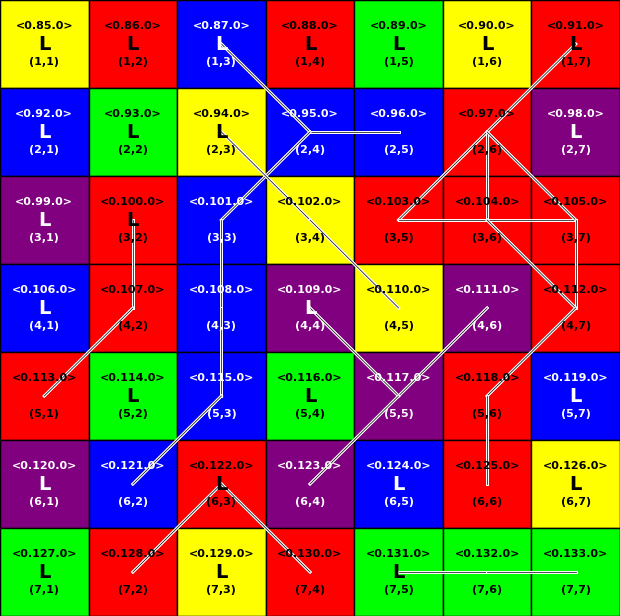 <0.85.0> <0.86.0> <0.87.0> <0.88.0> <0.89.0> <0.90.0> <0.91.0>
L L L L L L L
(1,1) (1,2) (1,3) (1,4) (1,5) (1,6) (1,7)
<0.92.0> <0.93.0> <0.94.0> <0.95.0> <0.96.0> <0.97.0> <0.98.0>
L L L L
(2,1) (2,2) (2,3) (2,4) (2,5) (2,6) (2,7)
<0.99.0> <0.100.0> <0.101.0> <0.102.0> <0.103.0> <0.104.0> <0.105.0>
L L
(3,1) (3,2) (3,3) (3,4) (3,5) (3,6) (3,7)
<0.106.0> <0.107.0> <0.108.0> <0.109.0> <0.110.0> <0.111.0> <0.112.0>
L L
(4,1) (4,2) (4,3) (4,4) (4,5) (4,6) (4,7)
<0.113.0> <0.114.0> <0.115.0> <0.116.0> <0.117.0> <0.118.0> <0.119.0>
L L L
(5,1) (5,2) (5,3) (5,4) (5,5) (5,6) (5,7)
<0.120.0> <0.121.0> <0.122.0> <0.123.0> <0.124.0> <0.125.0> <0.126.0>
L L L L
(6,1) (6,2) (6,3) (6,4) (6,5) (6,6) (6,7)
<0.127.0> <0.128.0> <0.129.0> <0.130.0> <0.131.0> <0.132.0> <0.133.0>
L L L
(7,1) (7,2) (7,3) (7,4) (7,5) (7,6) (7,7)